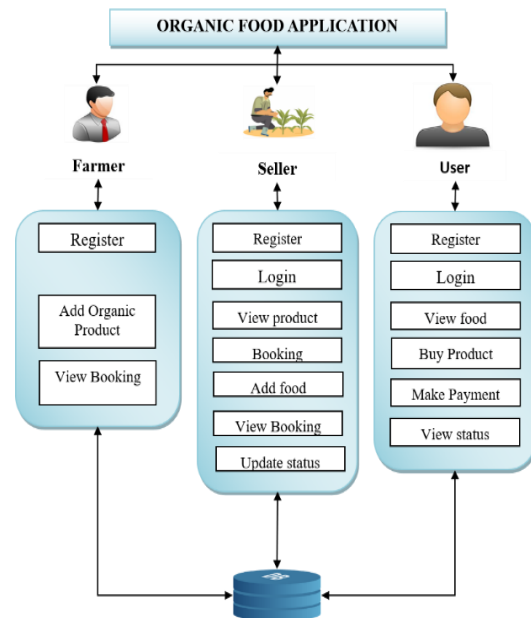 ORGANIC FOOD APPLICATION
Farmer
Seller
User
Register
Add Organic
Product
View Booking
Register
Login
View product
Booking
Add food
View Booking
Update status
Register
Login
View food
Buy Product
Make Payment
View status
DB